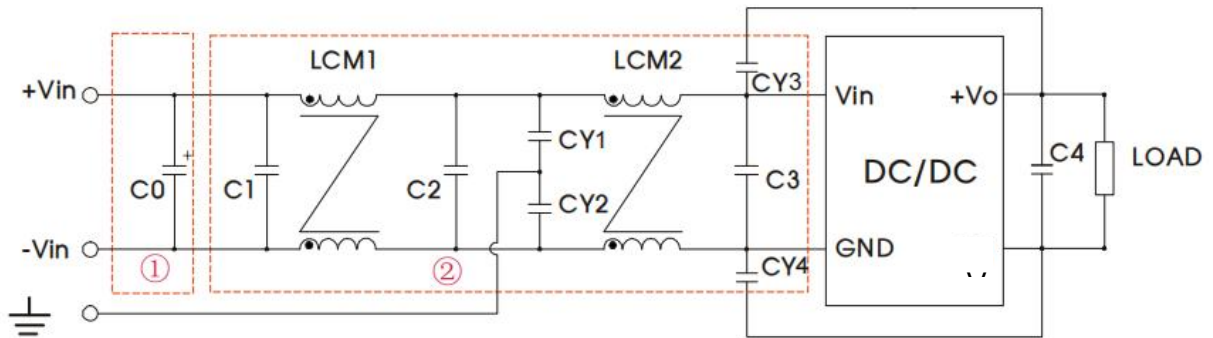 LCM1
LCM2
+Vin
CY3
Vin
+Vo
CY1
C0
+
C1
C2
CY2
C3
DC/DC
C4
LOAD
-Vin
①
②
CY4
GND